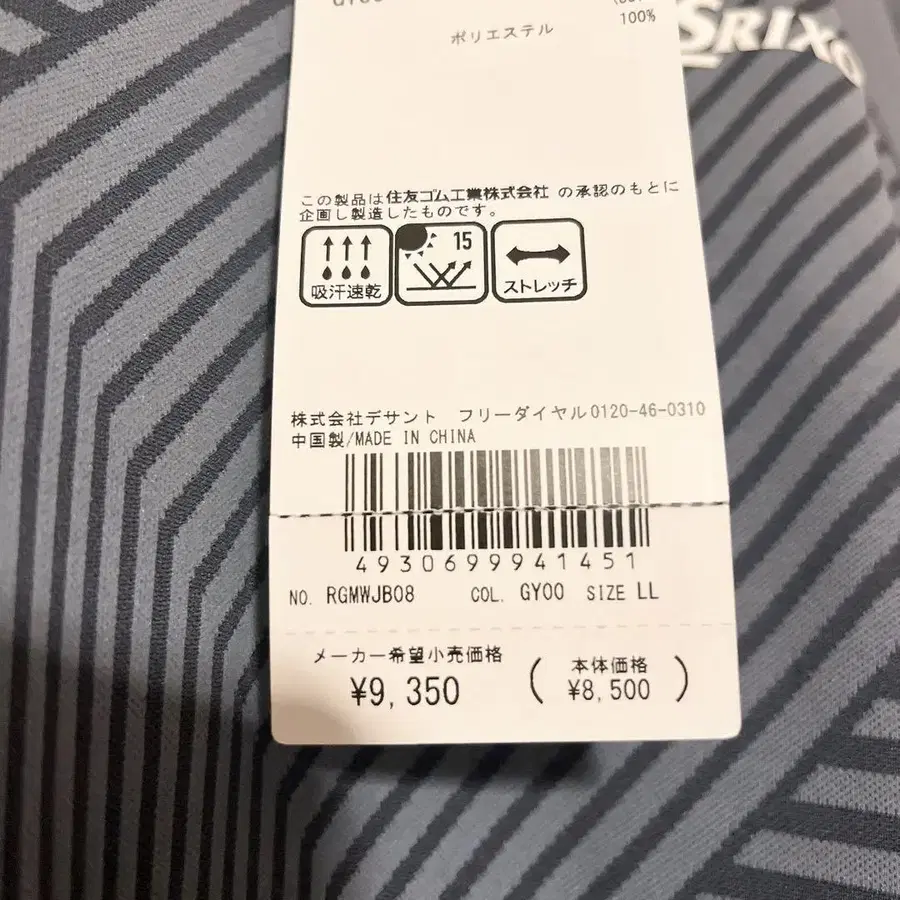 100%
ポリエステル
SRIXO
この製品は住友ゴム工業株式会社 の承認のもとに
企画し製造したものです。
15
吸汗速乾
ストレッチ
株式会社デサント フリーダイヤル0120-46-0310
中国製/MADE IN CHINA
4930699941451
NO. RGMWJB08 COL. GY00 SIZE LL
メーカー希望小売価格
¥9,350
(本体価格
¥8,500)